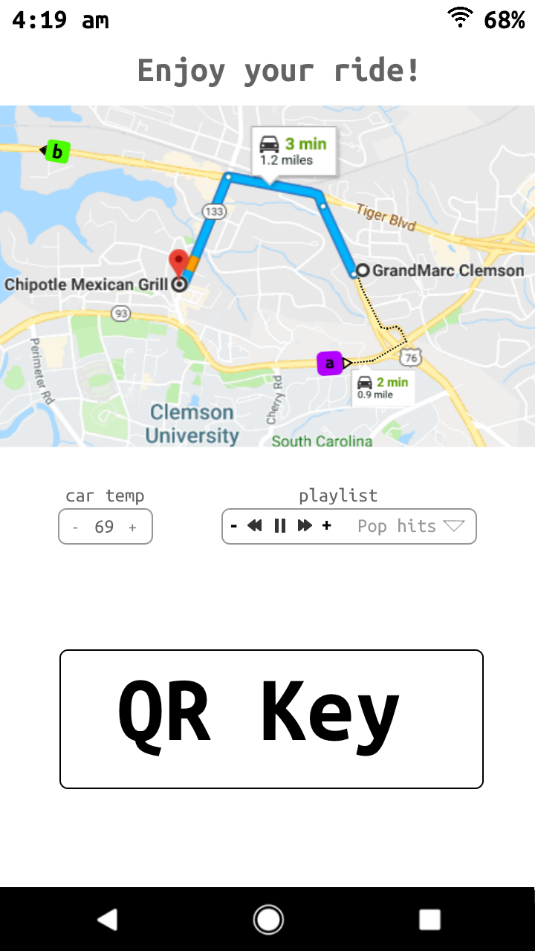 4:19 am 68%
Enjoy your ride!
b
3 min
1.2 miles
133
Tiger Blvd
Chipotle Mexican Grill
GrandMarc Clemson
93
Perimeter Rd
a
76
2 min
0.9 mile
Cherry Rd
Clemson
University
South Carolina
car temp
playlist
- 69 +
- + Pop hits
QR Key